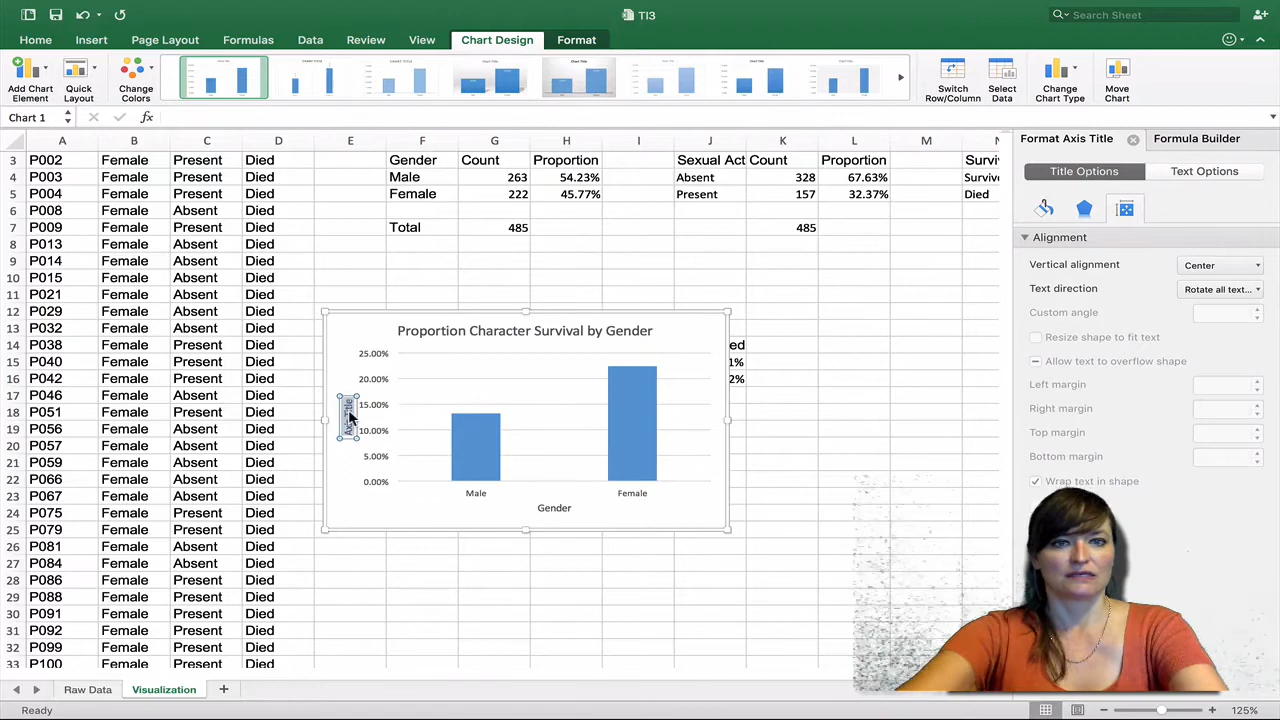 TI3
Search Sheet
Home Insert Page Layout Formulas Data Review View Chart Design Format
Add Chart Element
Quick Layout
Change Colors
Chart Title
Switch Row/Column
Select Data
Change Chart Type
Move Chart
Chart 1 fx
Format Axis Title Formula Builder
Title Options Text Options
A B C D E F G H I J K L M N
3 P002 Female Present Died Gender Count Proportion Sexual Act Count Proportion Surviv
4 P003 Female Present Died Male 263 54.23% Absent 328 67.63% Survive
5 P004 Female Present Died Female 222 45.77% Present 157 32.37% Died
6 P008 Female Absent Died
7 P009 Female Present Died Total 485 485
8 P013 Female Absent Died
9 P014 Female Absent Died
10 P015 Female Absent Died
11 P021 Female Absent Died
12 P029 Female Absent Died
13 P032 Female Absent Died
14 P038 Female Present Died ed
15 P040 Female Present Died 1%
16 P042 Female Present Died 2%
17 P046 Female Absent Died
18 P051 Female Present Died
19 P056 Female Absent Died
20 P057 Female Absent Died
21 P059 Female Absent Died
22 P066 Female Absent Died
23 P067 Female Absent Died
24 P075 Female Present Died
25 P079 Female Present Died
26 P081 Female Absent Died
27 P084 Female Absent Died
28 P086 Female Present Died
29 P088 Female Present Died
30 P091 Female Present Died
31 P092 Female Present Died
32 P099 Female Present Died
33 P100 Female Present Died
Proportion Character Survival by Gender
25.00%
20.00%
15.00%
10.00%
5.00%
0.00%
Male Female
Gender
Alignment
Vertical alignment Center
Text direction Rotate all text...
Custom angle
Resize shape to fit text
Allow text to overflow shape
Left margin
Right margin
Top margin
Bottom margin
Wrap text in shape
Raw Data Visualization +
Ready 125%